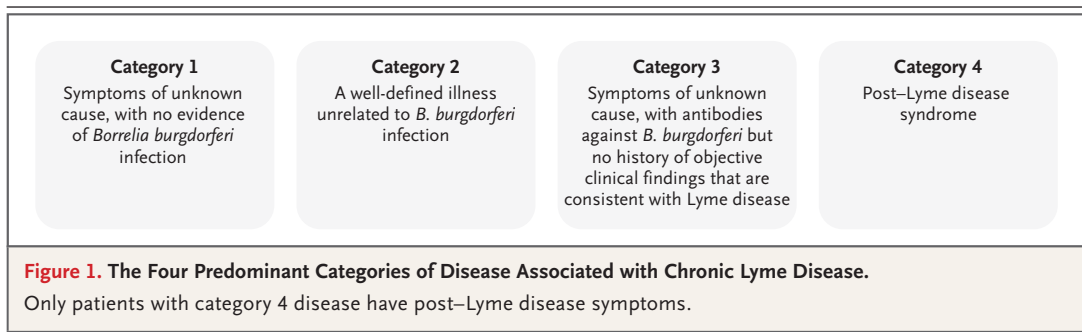 Category 1
Symptoms of unknown
cause, with no evidence
of Borrelia burgdorferi
infection
Category 2
A well-defined illness
unrelated to B. burgdorferi
infection
Category 3
Symptoms of unknown
cause, with antibodies
against B. burgdorferi but
no history of objective
clinical findings that are
consistent with Lyme disease
Category 4
Post–Lyme disease
syndrome
Figure 1. The Four Predominant Categories of Disease Associated with Chronic Lyme Disease.
Only patients with category 4 disease have post–Lyme disease symptoms.